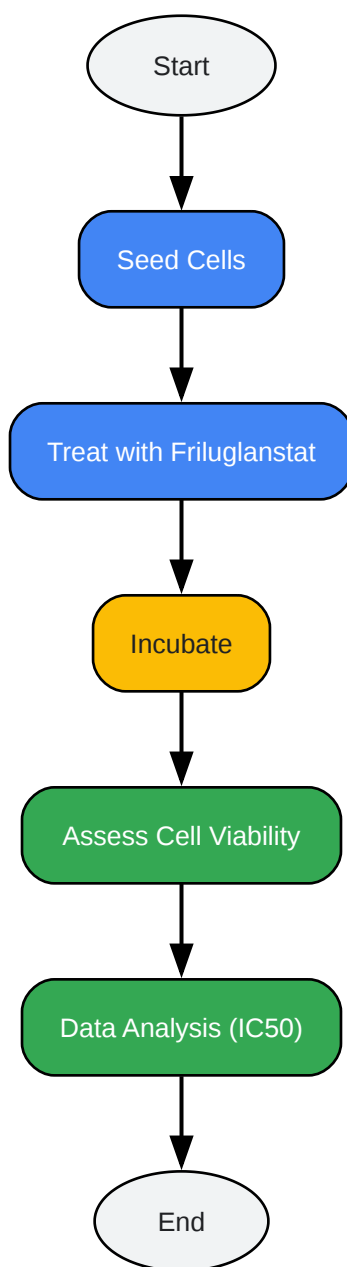 Start
Seed Cells
Treat with Friluglanstat
Incubate
Assess Cell Viability
Data Analysis (IC50)
End